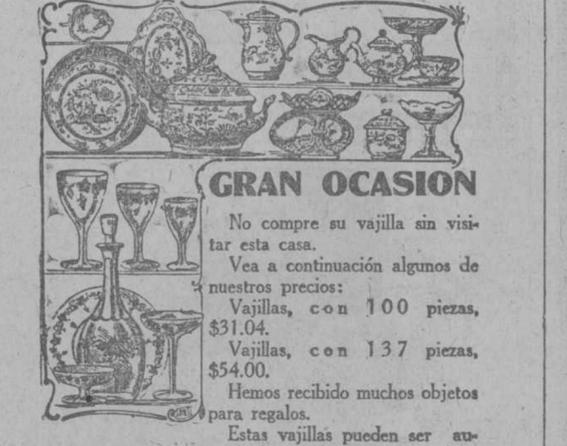 GRAN OCASION
No compre su vajilla sin visi-
tar esta casa.
Vea a continuación algunos de
nuestros precios:
Vajillas, con 100 piezas,
$31.04.
Vajillas, con 137 piezas,
$54.00.
Hemos recibido muchos objetos
para regalos.
Estas vajillas pueden ser au-